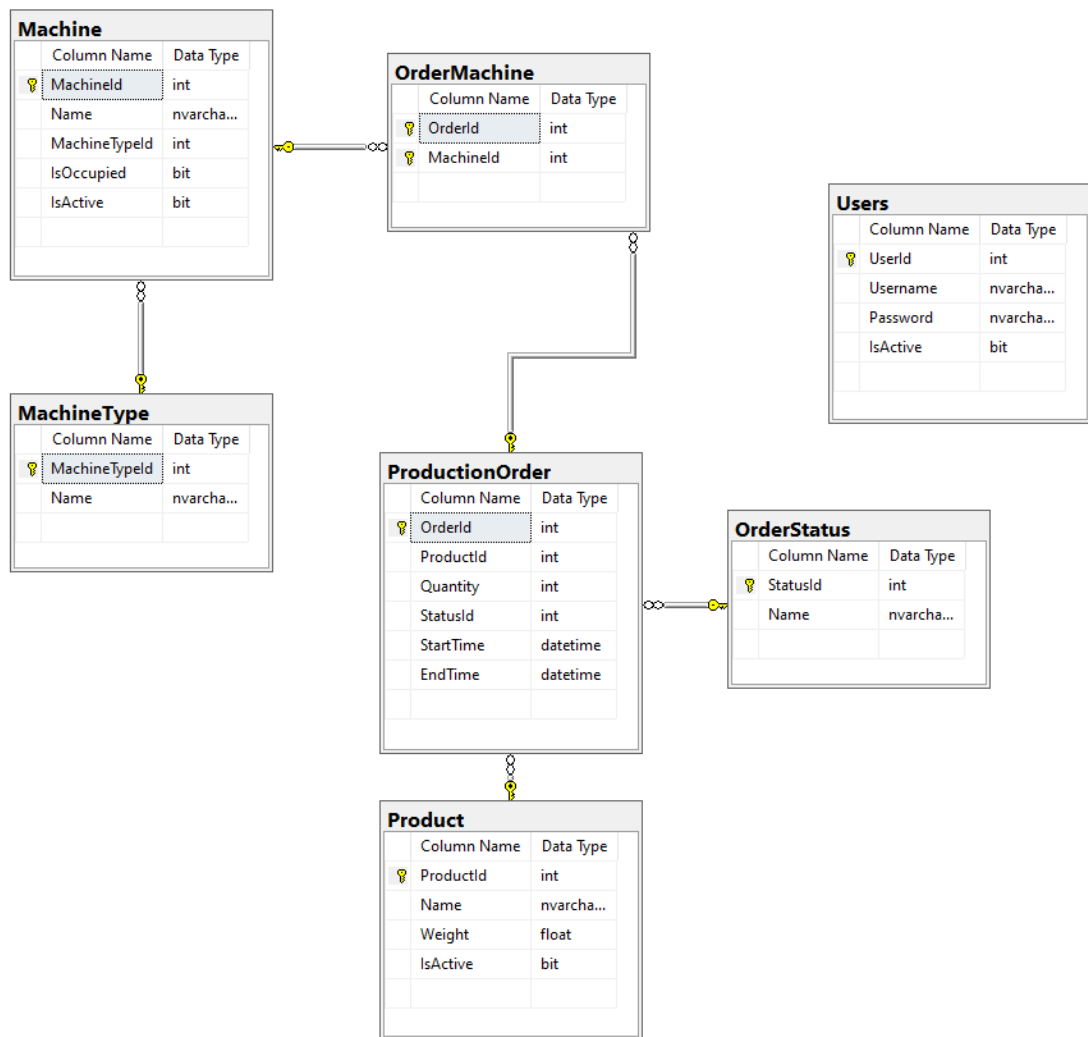 Machine
Column Name Data Type
MachineId int
Name nvarcha...
MachineTypeId int
IsOccupied bit
IsActive bit
OrderMachine
Column Name Data Type
OrderId int
MachineId int
Users
Column Name Data Type
UserId int
Username nvarcha...
Password nvarcha...
IsActive bit
MachineType
Column Name Data Type
MachineTypeId int
Name nvarcha...
ProductionOrder
Column Name Data Type
OrderId int
ProductId int
Quantity int
StatusId int
StartTime datetime
EndTime datetime
OrderStatus
Column Name Data Type
StatusId int
Name nvarcha...
Product
Column Name Data Type
ProductId int
Name nvarcha...
Weight float
IsActive bit